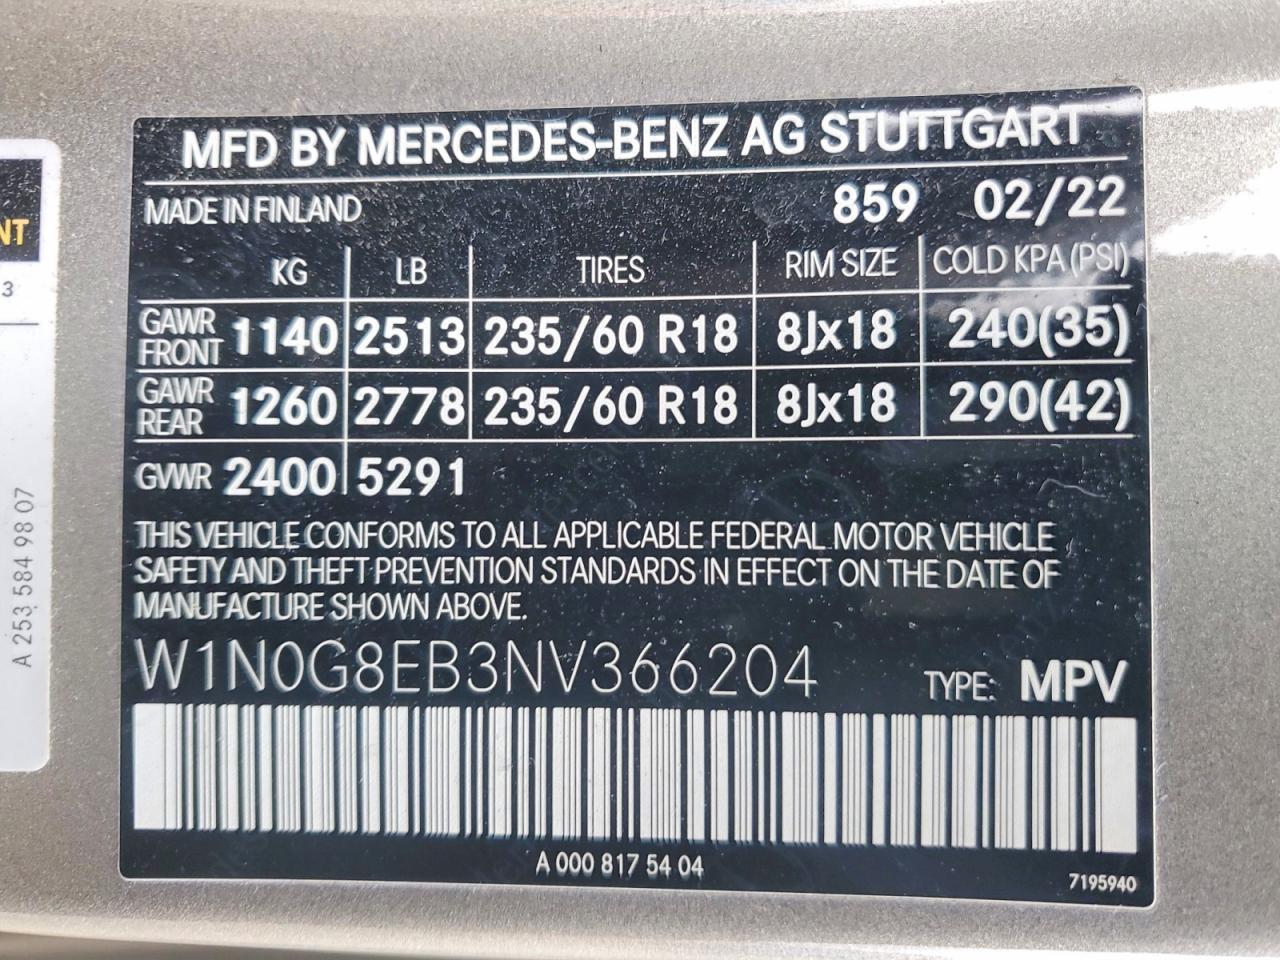 MFD BY MERCEDES-BENZ AG STUTTGART
MADE IN FINLAND 859 02/22
KG LB TIRES RIM SIZE COLD KPA (PSI)
GAWR FRONT 1140 2513 235/60 R18 8Jx18 240(35)
GAWR REAR 1260 2778 235/60 R18 8Jx18 290(42)
GVWR 2400 5291
THIS VEHICLE CONFORMS TO ALL APPLICABLE FEDERAL MOTOR VEHICLE
SAFETY AND THEFT PREVENTION STANDARDS IN EFFECT ON THE DATE OF
MANUFACTURE SHOWN ABOVE.
W1N0G8EB3NV366204 TYPE: MPV
A 000 817 54 04
7195940
NT
3
A 253 584 98 07